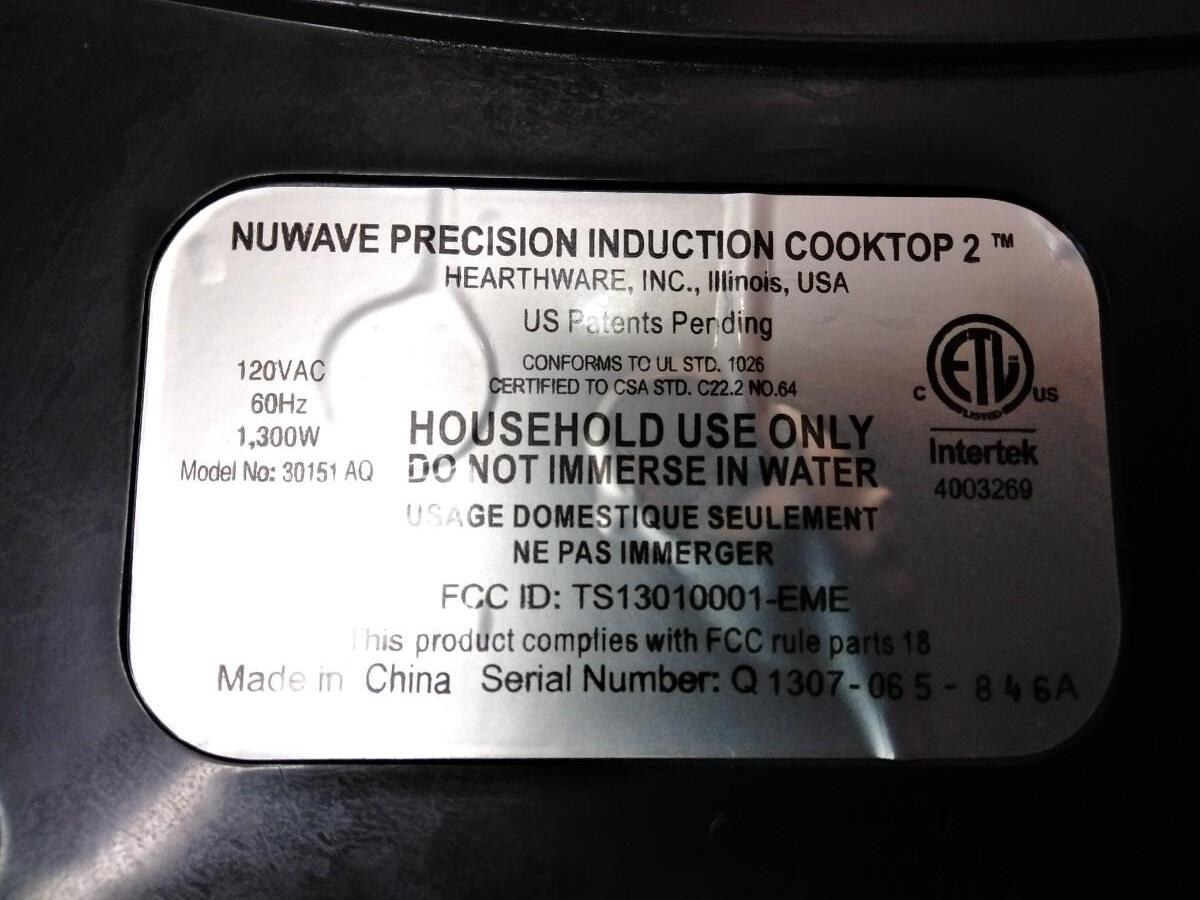 NUWAVE PRECISION INDUCTION COOKTOP 2 ™
HEARTHWARE, INC., Illinois, USA
US Patents Pending
CONFORMS TO UL STD. 1026
CERTIFIED TO CSA STD. C22.2 NO.64
120VAC
60Hz
1,300W
Model No: 30151 AQ
HOUSEHOLD USE ONLY
DO NOT IMMERSE IN WATER
USAGE DOMESTIQUE SEULEMENT
NE PAS IMMERGER
C ETL US
LISTED
Intertek
4003269
FCC ID: TS13010001-EME
This product complies with FCC rule parts 18
Made in China Serial Number: Q 1307-065-846A